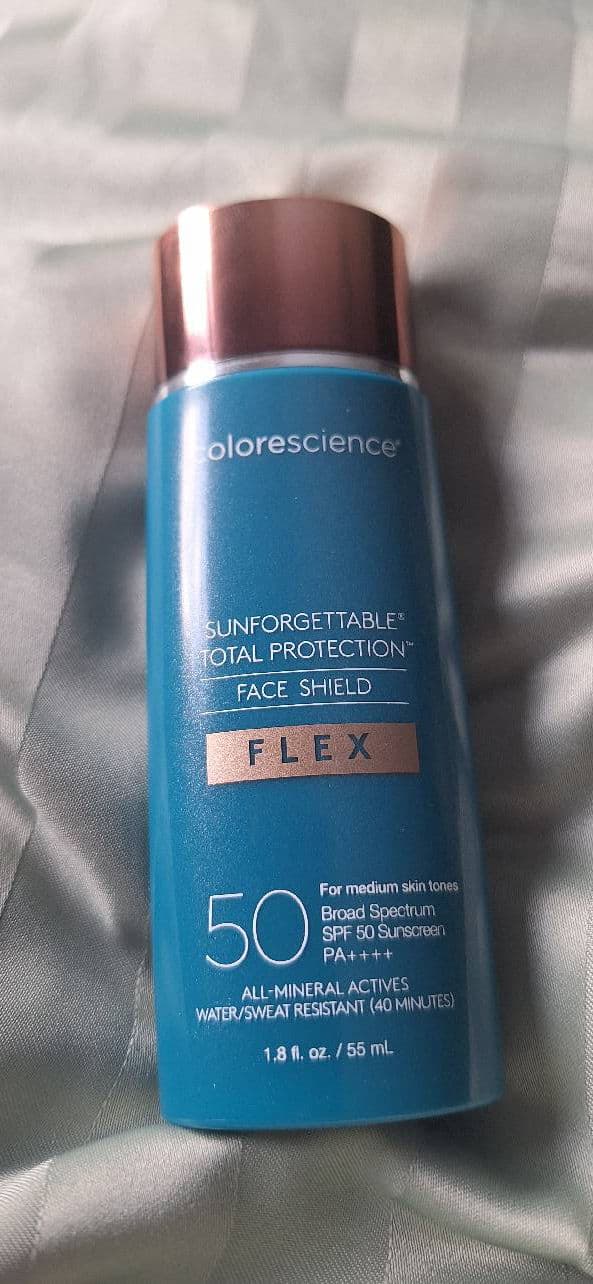 colorescience®
SUNFORGETTABLE®
TOTAL PROTECTION™
FACE SHIELD
FLEX
50
For medium skin tones
Broad Spectrum
SPF 50 Sunscreen
PA++++
ALL-MINERAL ACTIVES
WATER/SWEAT RESISTANT (40 MINUTES)
1.8 fl. oz. / 55 mL